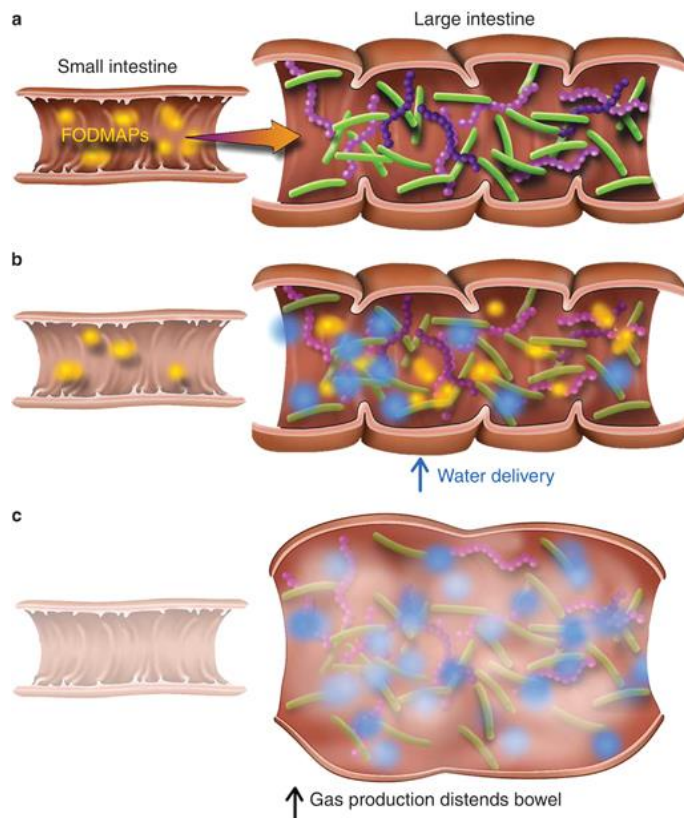 a
Large intestine
Small intestine
FODMAPs
b
↑ Water delivery
c
↑ Gas production distends bowel